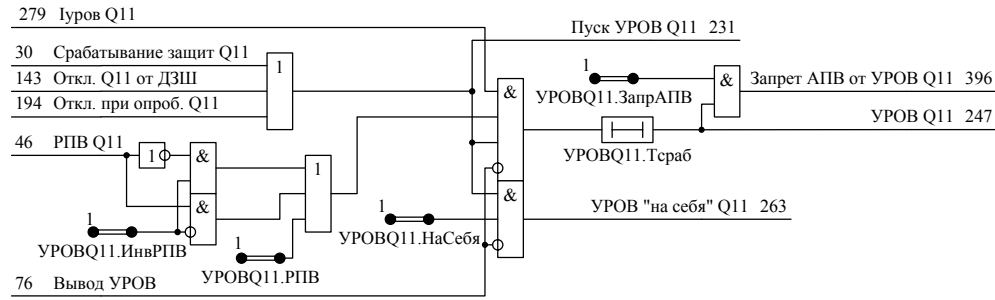 279 Iуров Q11
Пуск УРОВ Q11 231
30 Срабатывание защит Q11
143 Откл. Q11 от ДЗШ
194 Откл. при опроб. Q11
1
1
УРОВQ11.ЗапрАПВ
&
&
Запрет АПВ от УРОВ Q11 396
УРОВ Q11 247
УРОВQ11.Тсраб
46 РПВ Q11
1
&
1
&
1
УРОВQ11.ИнвРПВ
1
УРОВQ11.РПВ
1
УРОВQ11.НаСебя
&
УРОВ "на себя" Q11 263
76 Вывод УРОВ